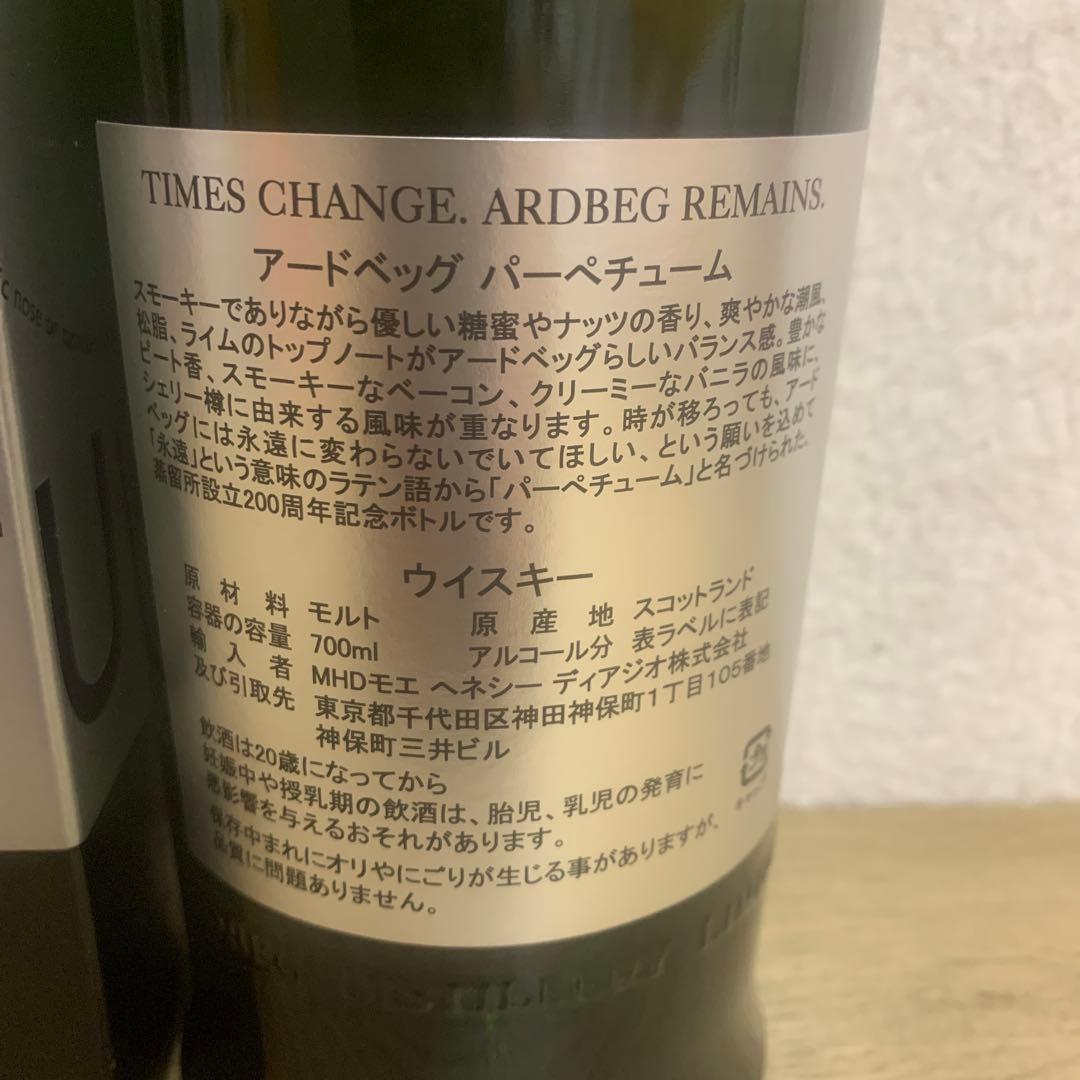 TIMES CHANGE. ARDBEG REMAINS.
アードベッグ パーペチューム
スモーキーでありながら優しい糖蜜やナッツの香り、爽やかな潮風、
松脂、ライムのトップノートがアードベッグらしいバランス感。豊かな
ピート香、スモーキーなベーコン、クリーミーなバニラの風味に、
シェリー樽に由来する風味が重なります。時が移ろっても、アード
ベッグには永遠に変わらないでいてほしい、という願いを込めて
「永遠」という意味のラテン語から「パーペチューム」と名づけられた、
蒸留所設立200周年記念ボトルです。
ウイスキー
原材料 モルト 原産地 スコットランド
容器の容量 700ml アルコール分 表ラベルに表記
輸入者 MHDモエ ヘネシー ディアジオ株式会社
及び引取先 東京都千代田区神田神保町1丁目105番地
神保町三井ビル
飲酒は20歳になってから
妊娠中や授乳期の飲酒は、胎児、乳児の発育に
悪影響を与えるおそれがあります。
保存中まれにオリやにごりが生じる事がありますが、
品質に問題ありません。
nose or
U